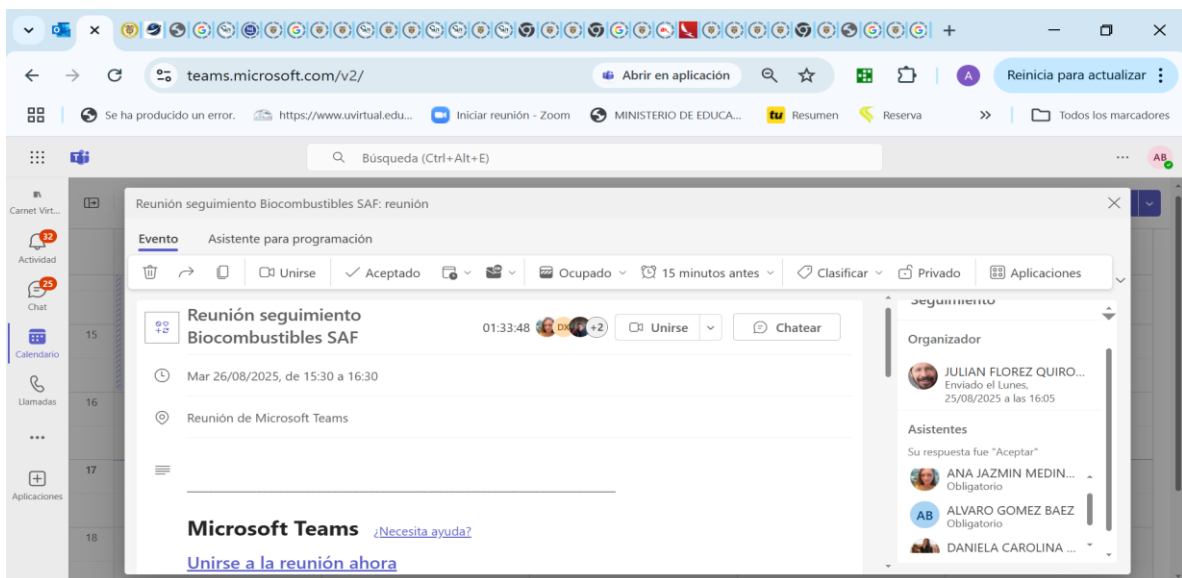 teams.microsoft.com/v2/
Abrir en aplicación
A
Reinicia para actualizar
Se ha producido un error.
https://www.uvirtual.edu...
Iniciar reunión - Zoom
MINISTERIO DE EDUCA...
tu Resumen
Reserva
Todos los marcadores
Búsqueda (Ctrl+Alt+E)
AB
Carnet Virt...
32
Actividad
25
Chat
Calendario
Llamadas
Aplicaciones
15
16
17
18
Reunión seguimiento Biocombustibles SAF: reunión
Evento
Asistente para programación
Unirse
Aceptado
Ocupado
15 minutos antes
Clasificar
Privado
Aplicaciones
Reunión seguimiento
Biocombustibles SAF
01:33:48
DX
+2
Unirse
Chatear
Mar 26/08/2025, de 15:30 a 16:30
Reunión de Microsoft Teams
Microsoft Teams ¿Necesita ayuda?
Unirse a la reunión ahora
Seguimiento
Organizador
JULIAN FLOREZ QUIRO...
Enviado el Lunes,
25/08/2025 a las 16:05
Asistentes
Su respuesta fue "Aceptar"
ANA JAZMIN MEDIN...
Obligatorio
AB
ALVARO GOMEZ BAEZ
Obligatorio
DANIELA CAROLINA ...